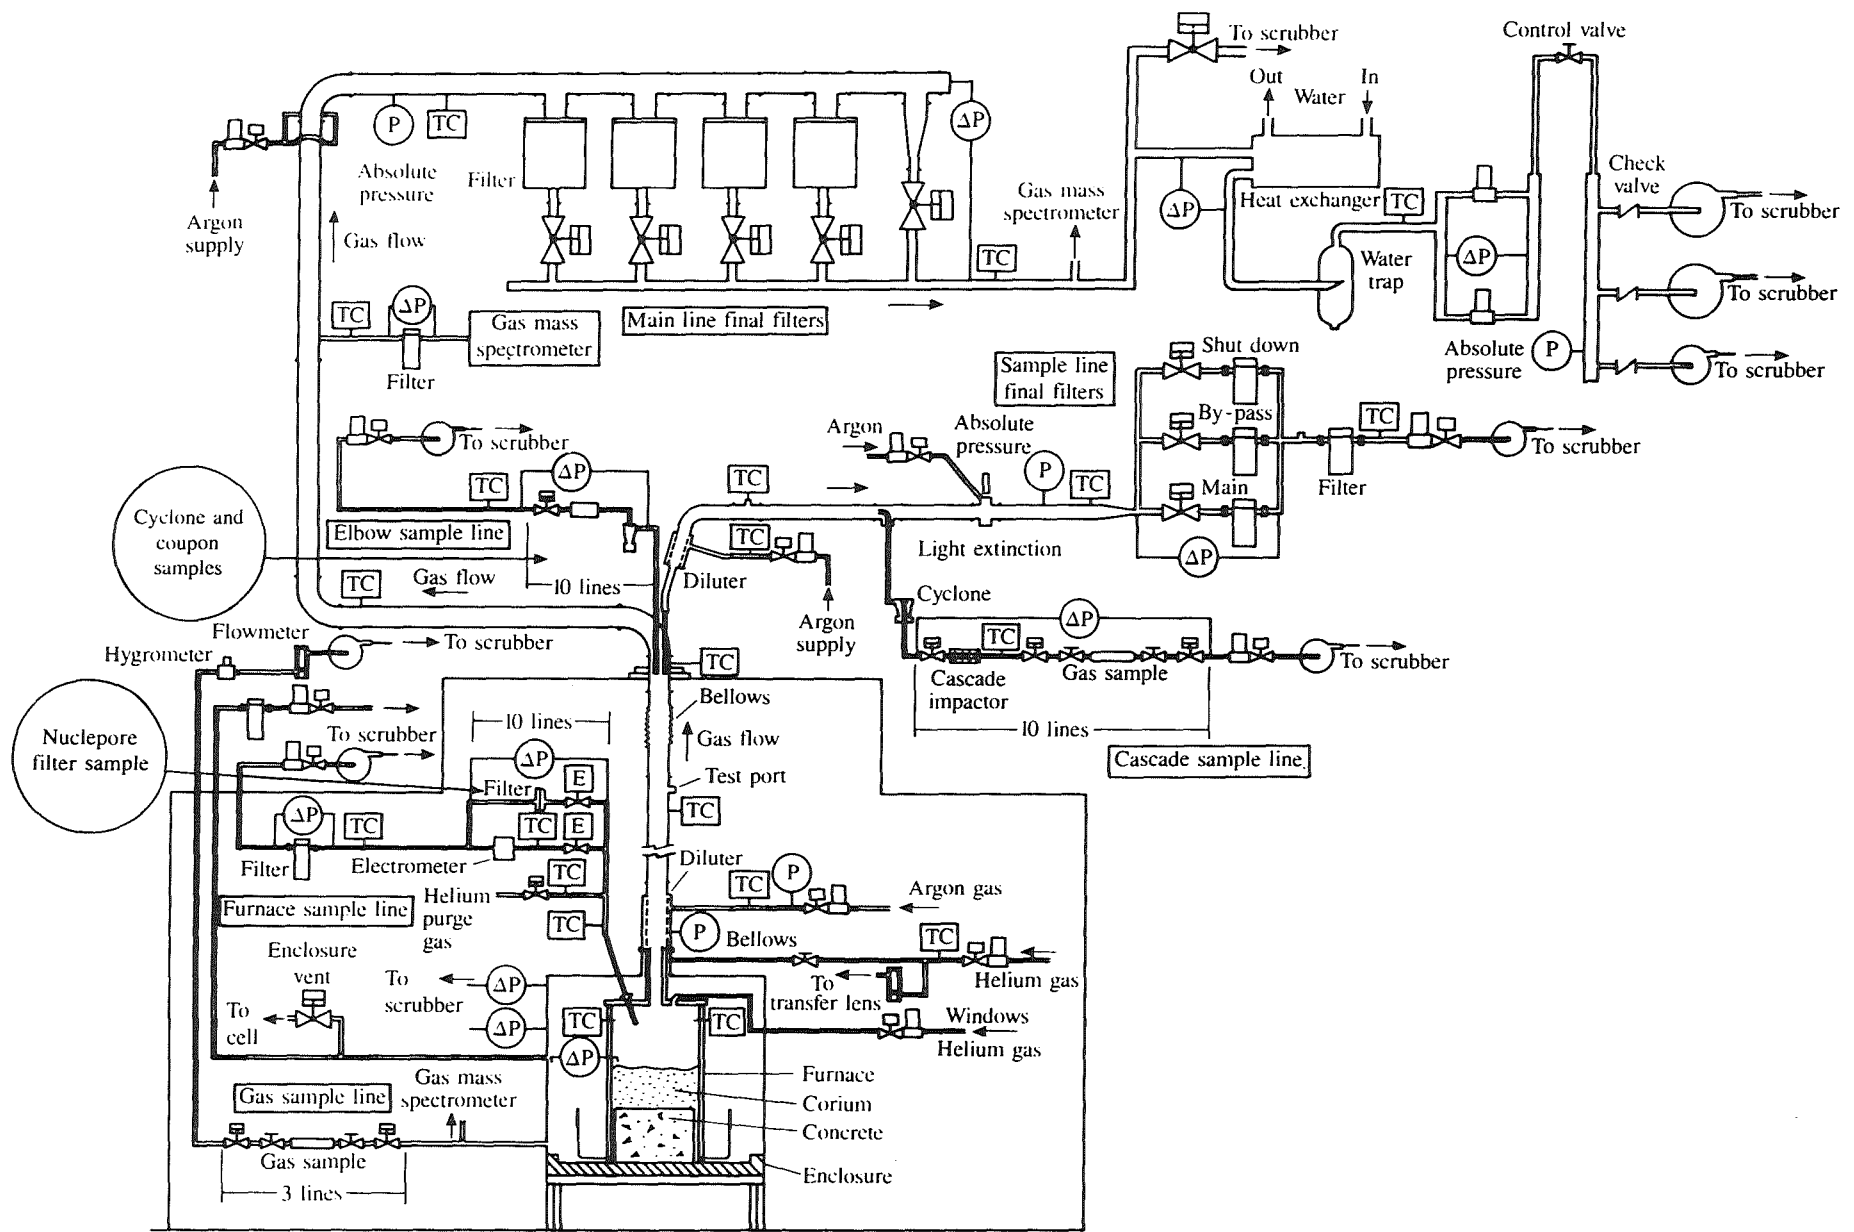 Control valve
To scrubber
Out
In
Water
P
TC
ΔP
Absolute
pressure
Filter
Argon
supply
Gas flow
Gas mass
spectrometer
ΔP
Heat exchanger
TC
Check
valve
To scrubber
TC
ΔP
Water
trap
To scrubber
TC
ΔP
Gas mass
spectrometer
Filter
Main line final filters
Absolute
pressure
P
To scrubber
Shut down
Sample line
final filters
By-pass
TC
To scrubber
Main
Filter
ΔP
Argon
Absolute
pressure
P
TC
TC
Light extinction
To scrubber
ΔP
TC
Elbow sample line
10 lines
Cyclone and
coupon
samples
TC
Diluter
Argon
supply
TC
Gas flow
Cyclone
ΔP
TC
To scrubber
Cascade
impactor
Gas sample
10 lines
Cascade sample line
Flowmeter
To scrubber
Hygrometer
TC
Bellows
Gas flow
Test port
TC
10 lines
To scrubber
Nuclepore
filter sample
ΔP
Filter
E
TC
E
ΔP
TC
Filter
Electrometer
TC
Helium
purge
gas
Furnace sample line
TC
Diluter
TC
P
Argon gas
P
Bellows
TC
Helium gas
To
transfer lens
Windows
Helium gas
Enclosure
vent
To
cell
To
scrubber
ΔP
ΔP
TC
TC
ΔP
Gas mass
spectrometer
Gas sample line
Gas sample
3 lines
Furnace
Corium
Concrete
Enclosure